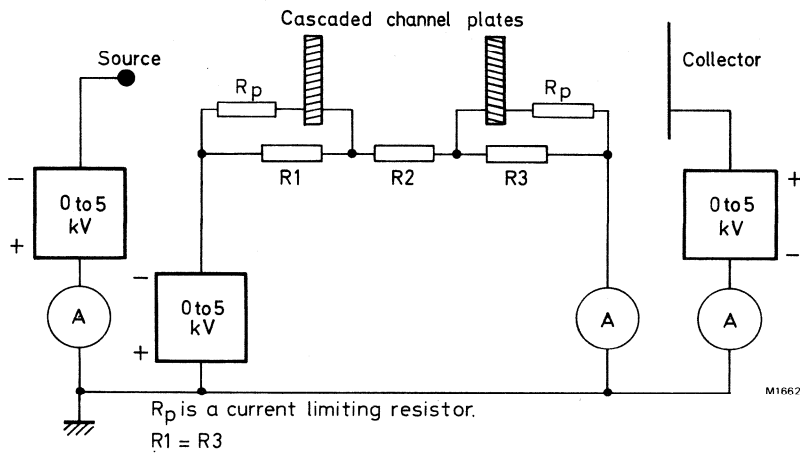 Cascaded channel plates
Source
Collector
Rp
Rp
R1
R2
R3
−
0 to 5
kV
+
−
0 to 5
kV
+
+
0 to 5
kV
−
A
A
A
M1662
Rp is a current limiting resistor.
R1 = R3